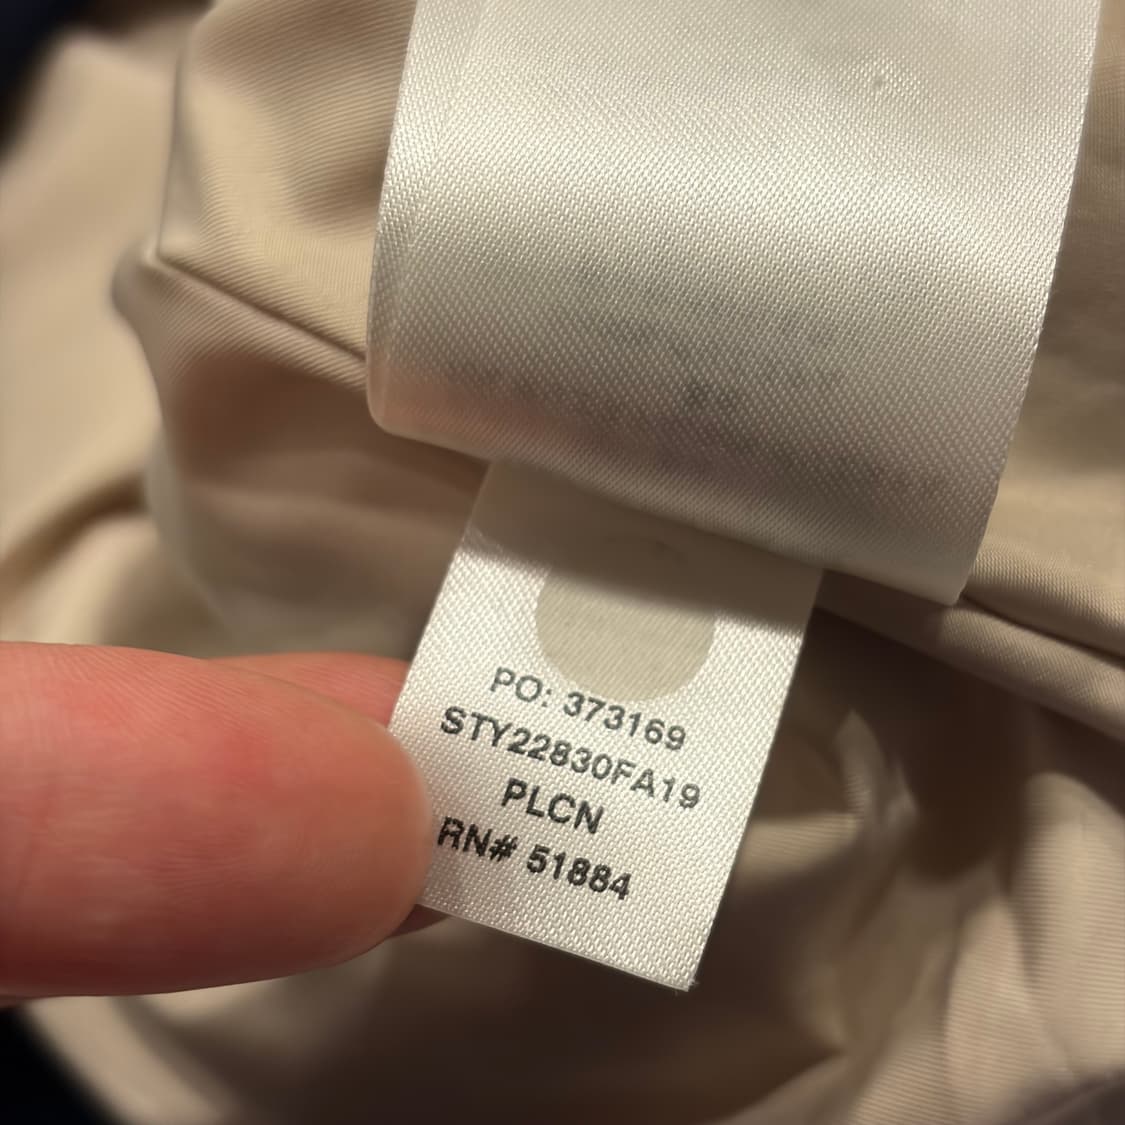 PO: 373169
STY22830FA19
PLCN
RN# 51884